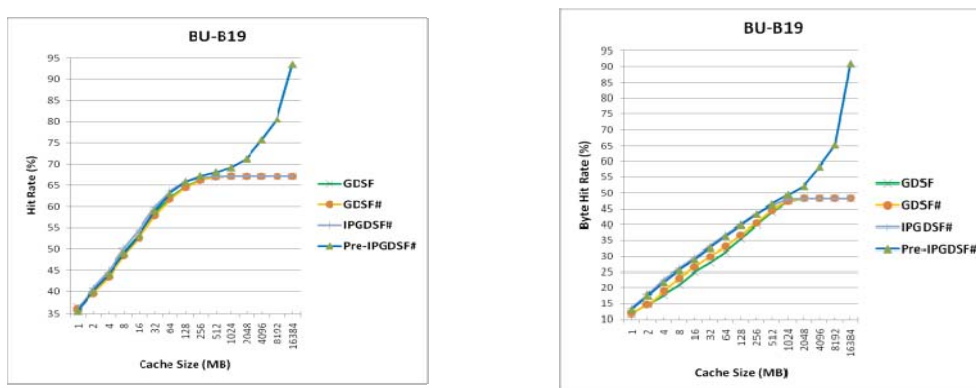 BU-B19
95
90
85
80
75
70
65
60
55
50
45
40
35
Hit Rate (%)
1 2 4 8 16 32 64 128 256 512 1024 2048 4096 8192 16384
Cache Size (MB)
GDSF
GDSF#
IPGDSF#
Pre-IPGDSF#
BU-B19
95
90
85
80
75
70
65
60
55
50
45
40
35
30
25
20
15
10
Byte Hit Rate (%)
1 2 4 8 16 32 64 128 256 512 1024 2048 4096 8192 16384
Cache Size (MB)
GDSF
GDSF#
IPGDSF#
Pre-IPGDSF#